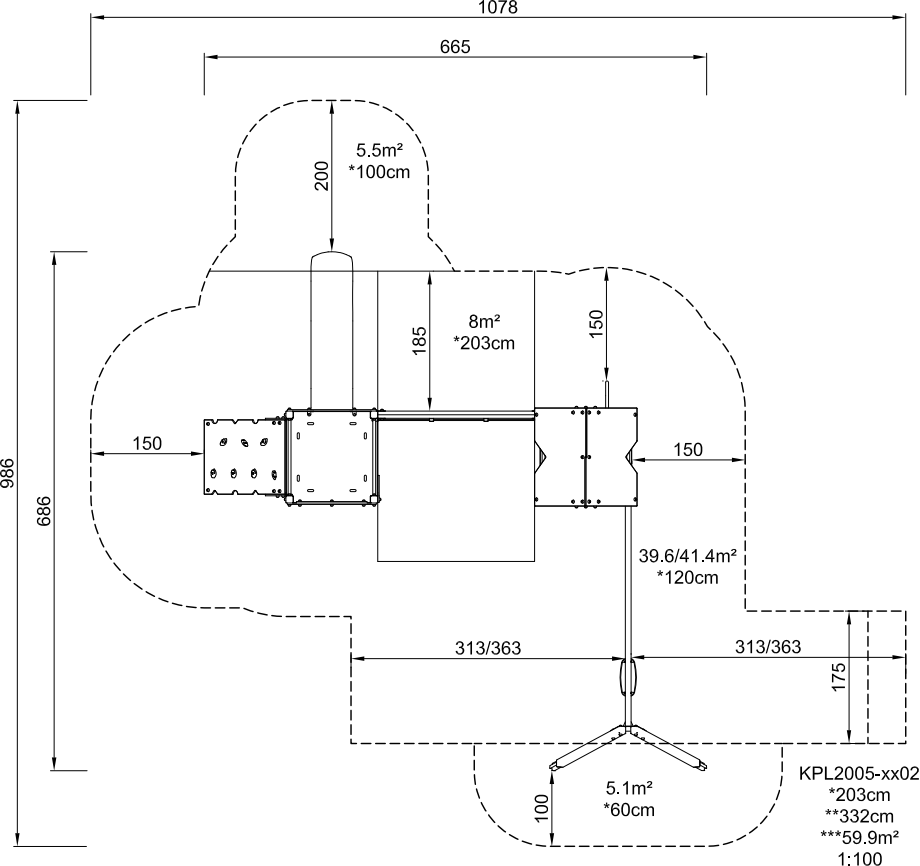 1078
665
5.5m²
*100cm
200
150
8m²
*203cm
185
150
150
986
686
39.6/41.4m²
*120cm
313/363
313/363
175
5.1m²
*60cm
100
KPL2005-xx02
*203cm
**332cm
***59.9m²
1:100